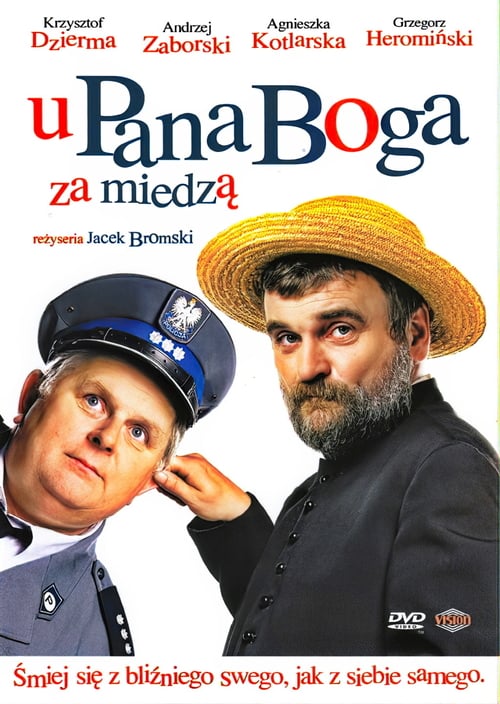 Krzysztof Dzierma
Andrzej Zaborski
Agnieszka Kotlarska
Grzegorz Heromiński
u Pana Boga
za miedzą
reżyseria Jacek Bromski
P
DVD
VIDEO
VISION
Śmiej się z bliźniego swego, jak z siebie samego.